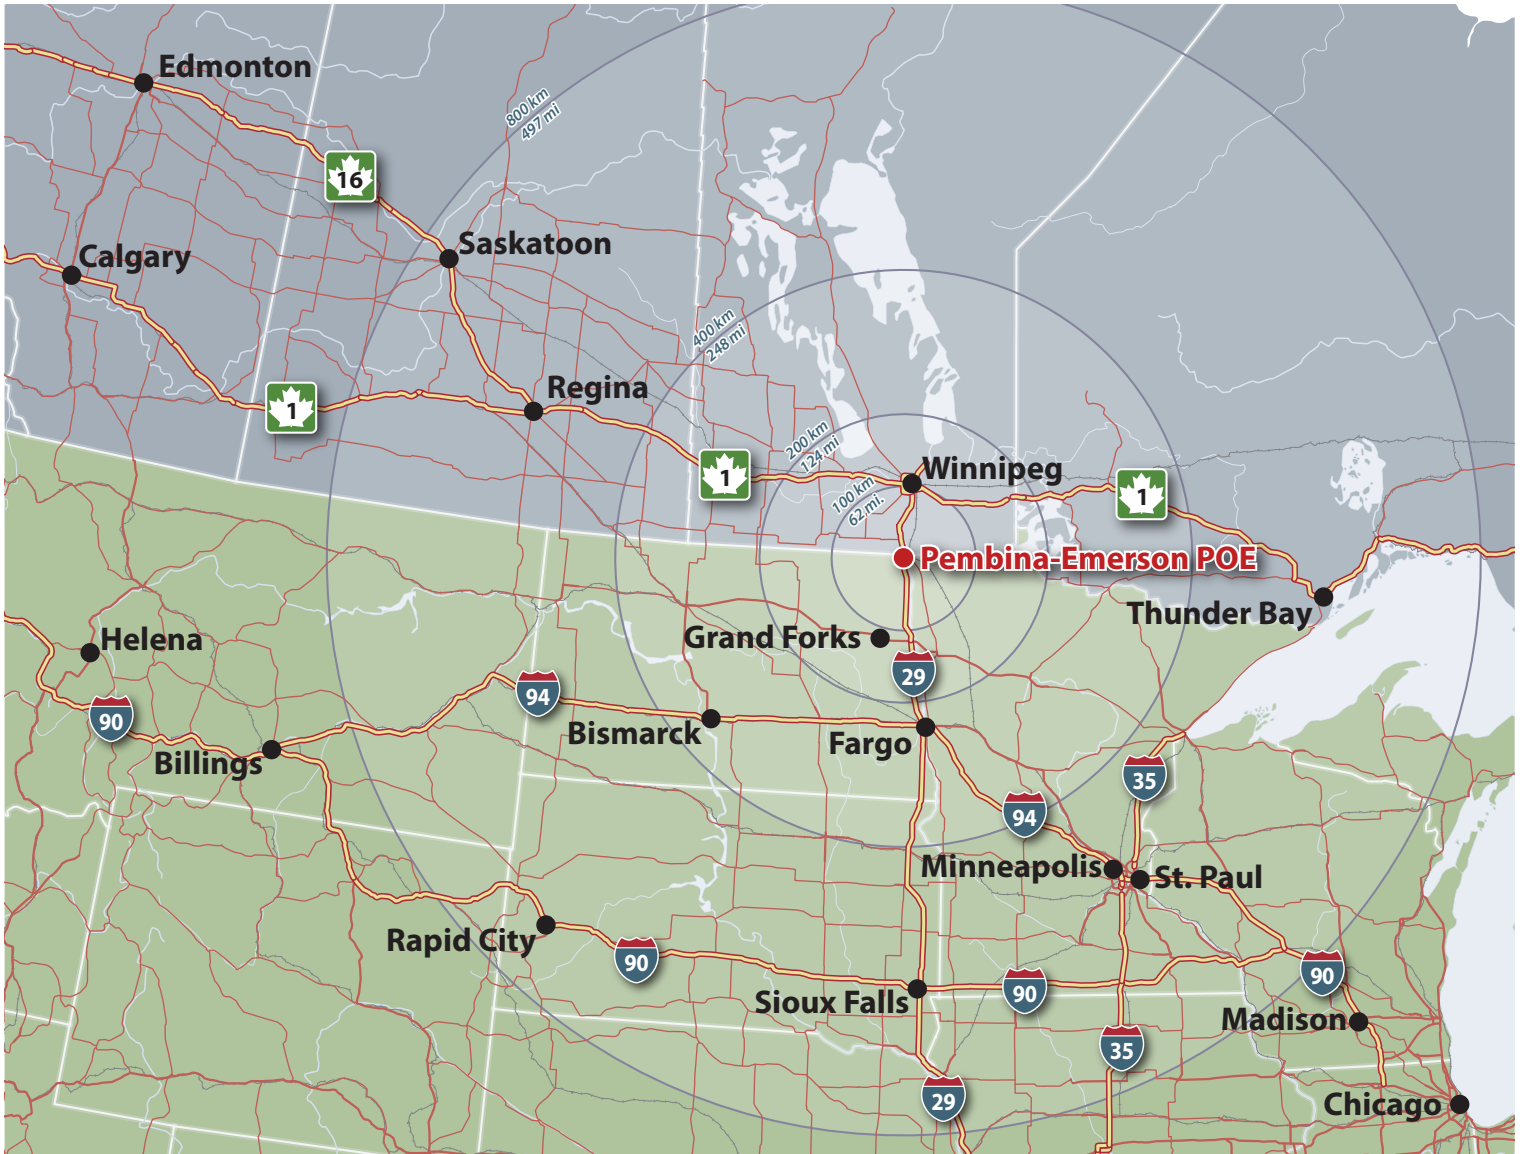 Edmonton
800 km
497 mi
16
Calgary
Saskatoon
400 km
248 mi
Regina
1
200 km
124 mi
1
Winnipeg
100 km
62 mi.
1
Pembina-Emerson POE
Thunder Bay
Helena
Grand Forks
29
94
90
Bismarck
Fargo
Billings
35
94
Minneapolis
St. Paul
Rapid City
90
Sioux Falls
90
90
Madison
35
29
Chicago